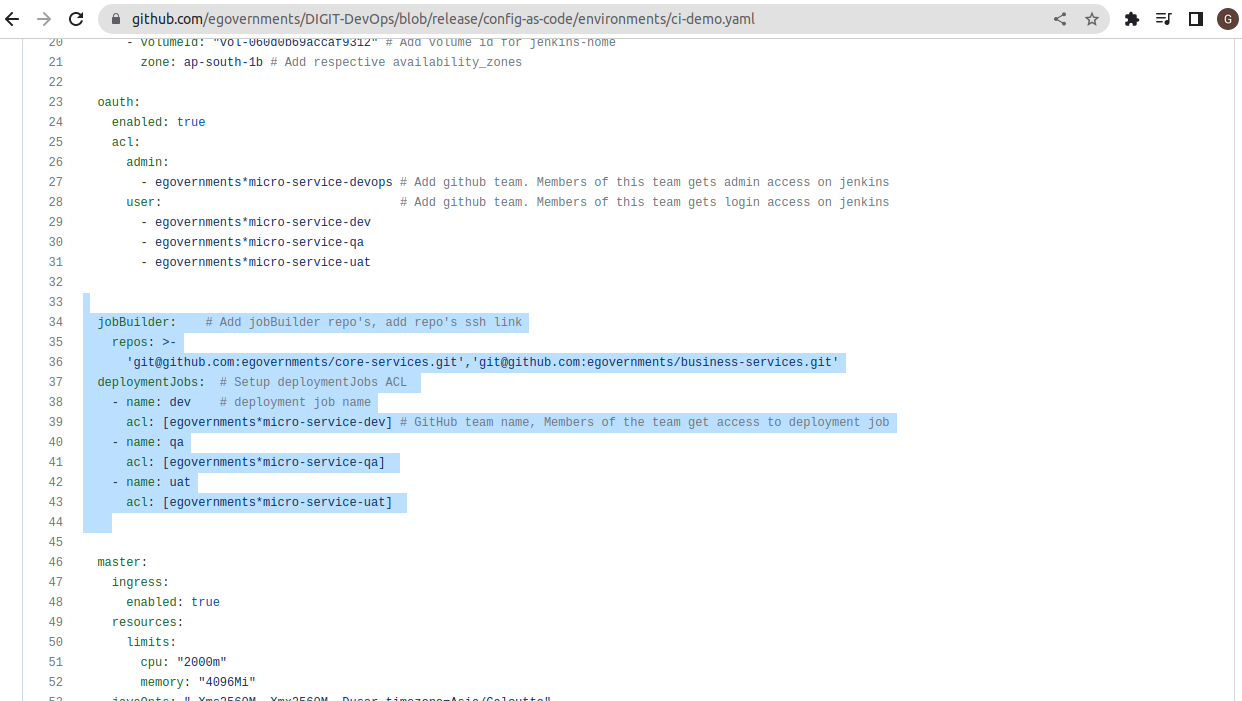 github.com/egovernments/DIGIT-DevOps/blob/release/config-as-code/environments/ci-demo.yaml
G
20 - volumeId: "vol-060d0b69accaf9312" # Add volume id for jenkins-home
21 zone: ap-south-1b # Add respective availability_zones
22
23 oauth:
24 enabled: true
25 acl:
26 admin:
27 - egovernments*micro-service-devops # Add github team. Members of this team gets admin access on jenkins
28 user: # Add github team. Members of this team gets login access on jenkins
29 - egovernments*micro-service-dev
30 - egovernments*micro-service-qa
31 - egovernments*micro-service-uat
32
33
34 jobBuilder: # Add jobBuilder repo's, add repo's ssh link
35 repos: >-
36 'git@github.com:egovernments/core-services.git','git@github.com:egovernments/business-services.git'
37 deploymentJobs: # Setup deploymentJobs ACL
38 - name: dev # deployment job name
39 acl: [egovernments*micro-service-dev] # GitHub team name, Members of the team get access to deployment job
40 - name: qa
41 acl: [egovernments*micro-service-qa]
42 - name: uat
43 acl: [egovernments*micro-service-uat]
44
45
46 master:
47 ingress:
48 enabled: true
49 resources:
50 limits:
51 cpu: "2000m"
52 memory: "4096Mi"